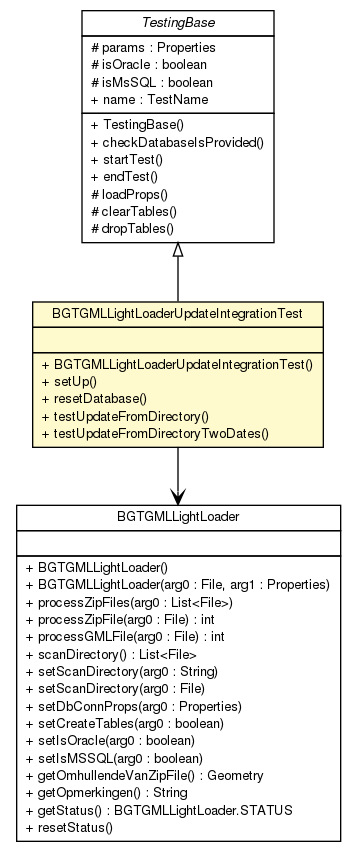 TestingBase
# params : Properties
# isOracle : boolean
# isMsSQL : boolean
+ name : TestName
+ TestingBase()
+ checkDatabaseIsProvided()
+ startTest()
+ endTest()
# loadProps()
# clearTables()
# dropTables()
BGTGMLLightLoaderUpdateIntegrationTest
+ BGTGMLLightLoaderUpdateIntegrationTest()
+ setUp()
+ resetDatabase()
+ testUpdateFromDirectory()
+ testUpdateFromDirectoryTwoDates()
BGTGMLLightLoader
+ BGTGMLLightLoader()
+ BGTGMLLightLoader(arg0 : File, arg1 : Properties)
+ processZipFiles(arg0 : List<File>)
+ processZipFile(arg0 : File) : int
+ processGMLFile(arg0 : File) : int
+ scanDirectory() : List<File>
+ setScanDirectory(arg0 : String)
+ setScanDirectory(arg0 : File)
+ setDbConnProps(arg0 : Properties)
+ setCreateTables(arg0 : boolean)
+ setIsOracle(arg0 : boolean)
+ setIsMSSQL(arg0 : boolean)
+ getOmhullendeVanZipFile() : Geometry
+ getOpmerkingen() : String
+ getStatus() : BGTGMLLightLoader.STATUS
+ resetStatus()